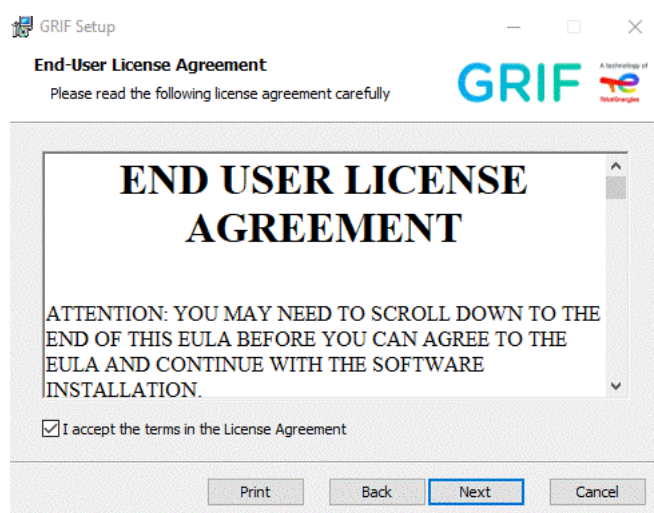 GRIF Setup
End-User License Agreement
Please read the following license agreement carefully
GRIF
A technology of
TotalEnergies
END USER LICENSE
AGREEMENT
ATTENTION: YOU MAY NEED TO SCROLL DOWN TO THE
END OF THIS EULA BEFORE YOU CAN AGREE TO THE
EULA AND CONTINUE WITH THE SOFTWARE
INSTALLATION.
I accept the terms in the License Agreement
Print
Back
Next
Cancel